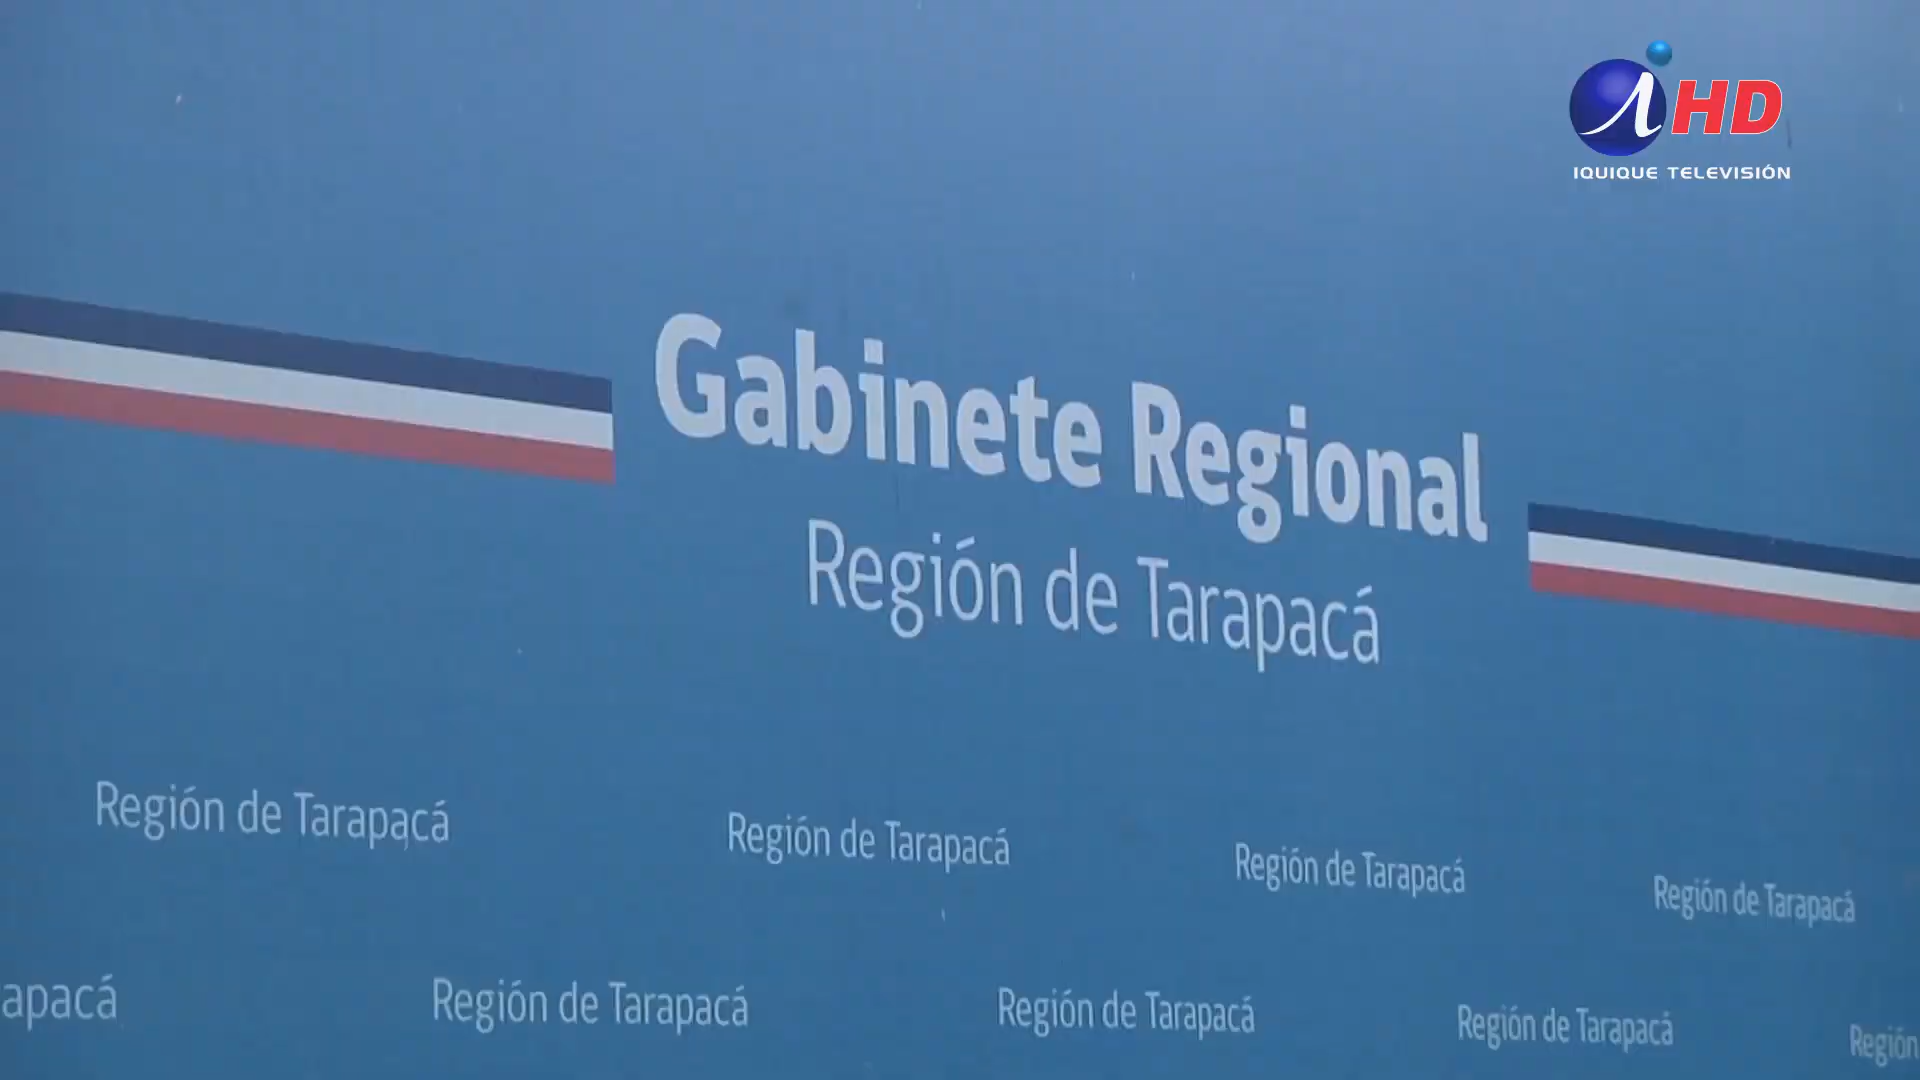 HD
IQUIQUE TELEVISIÓN
Gabinete Regional
Región de Tarapacá
Región de Tarapacá
Región de Tarapacá
Región de Tarapacá
Región de Tarapacá
apacá
Región de Tarapacá
Región de Tarapacá
Región de Tarapacá
Región